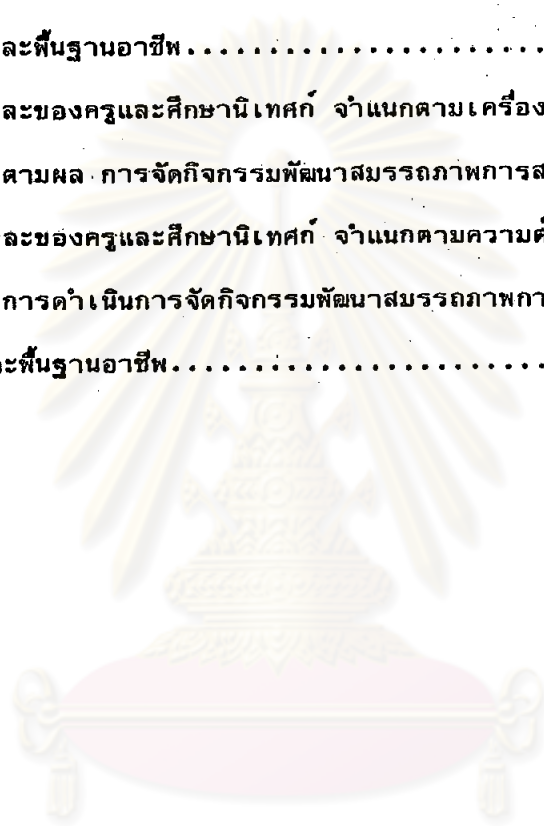 ละพื้นฐานอาชีพ.......................
ละของครูและศึกษานิเทศก์ จำแนกตามเครื่อง
ตามผล การจัดกิจกรรมพัฒนาสมรรถภาพการส
ละของครูและศึกษานิเทศก์ จำแนกตามความต้
การดำเนินการจัดกิจกรรมพัฒนาสมรรถภาพกา
ะพื้นฐานอาชีพ.......................